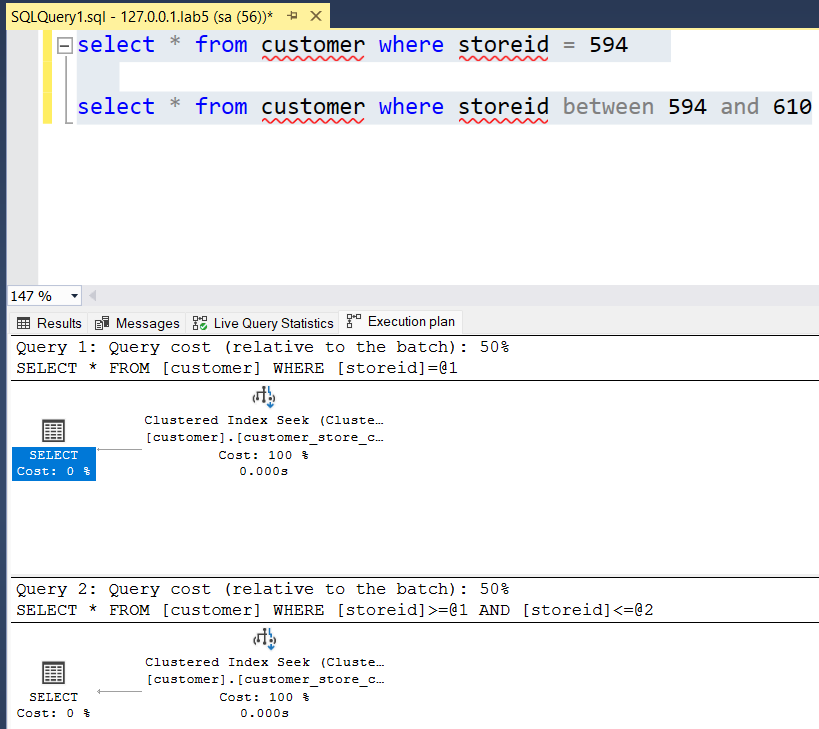 SQLQuery1.sql - 127.0.0.1.lab5 (sa (56))*
select * from customer where storeid = 594
select * from customer where storeid between 594 and 610
147 %
Results Messages Live Query Statistics Execution plan
Query 1: Query cost (relative to the batch): 50%
SELECT * FROM [customer] WHERE [storeid]=@1
Clustered Index Seek (Cluste…
[customer].[customer_store_c…
SELECT
Cost: 0 %
Cost: 100 %
0.000s
Query 2: Query cost (relative to the batch): 50%
SELECT * FROM [customer] WHERE [storeid]>=@1 AND [storeid]<=@2
Clustered Index Seek (Cluste…
[customer].[customer_store_c…
SELECT
Cost: 0 %
Cost: 100 %
0.000s